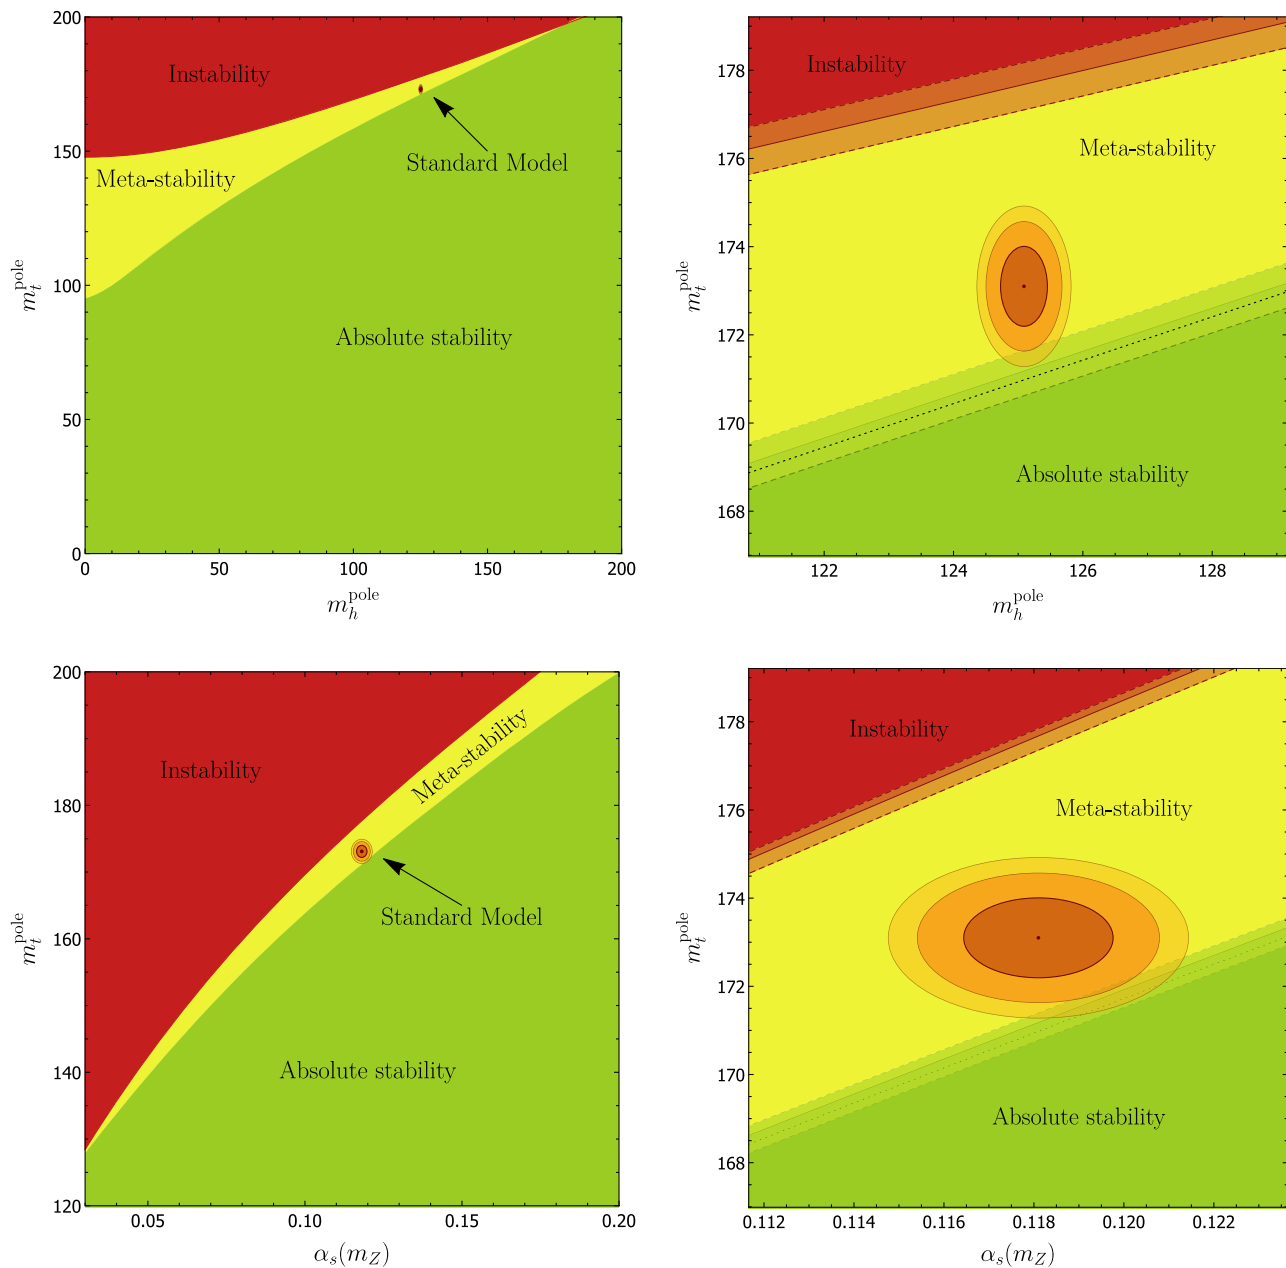 200
150
100
50
0
m_t^pole
Instability
Meta-stability
Standard Model
Absolute stability
0 50 100 150 200
m_h^pole
178
176
174
172
170
168
m_t^pole
Instability
Meta-stability
Absolute stability
122 124 126 128
m_h^pole
200
180
160
140
120
m_t^pole
Instability
Meta-stability
Standard Model
Absolute stability
0.05 0.10 0.15 0.20
α_s(m_Z)
178
176
174
172
170
168
m_t^pole
Instability
Meta-stability
Absolute stability
0.112 0.114 0.116 0.118 0.120 0.122
α_s(m_Z)